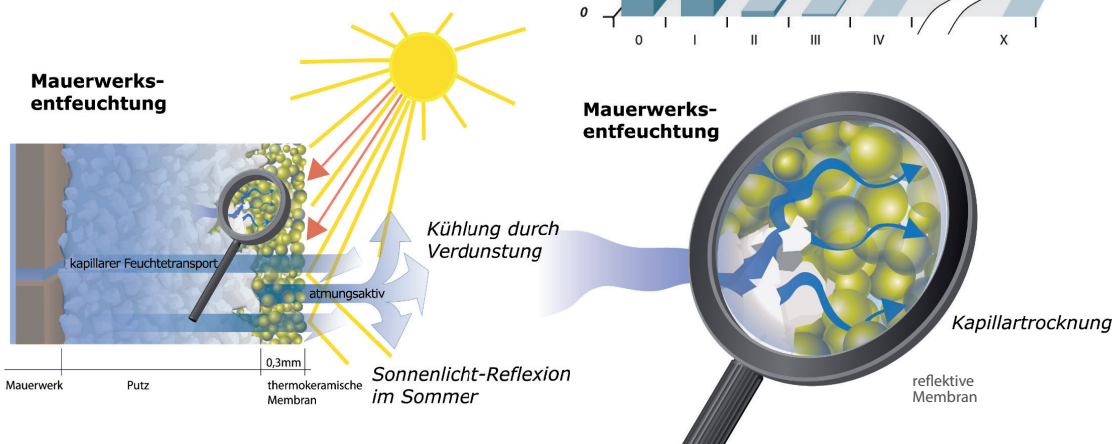 0
0 I II III IV X
Mauerwerks-
entfeuchtung
kapillarer Feuchtetransport
atmungsaktiv
Kühlung durch
Verdunstung
0,3mm
Mauerwerk
Putz
thermokeramische
Membran
Sonnenlicht-Reflexion
im Sommer
Mauerwerks-
entfeuchtung
Kapillartrocknung
reflektive
Membran